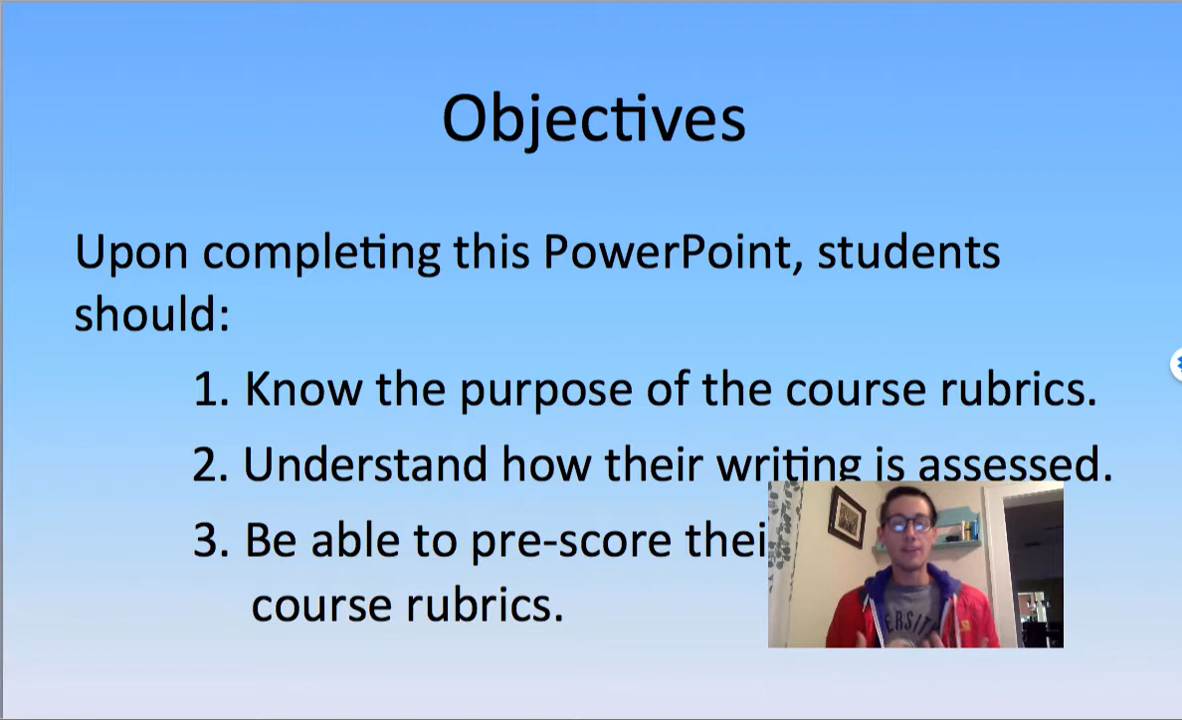 Objectives
Upon completing this PowerPoint, students
should:
1. Know the purpose of the course rubrics.
2. Understand how their writing is assessed.
3. Be able to pre-score
course rubrics.